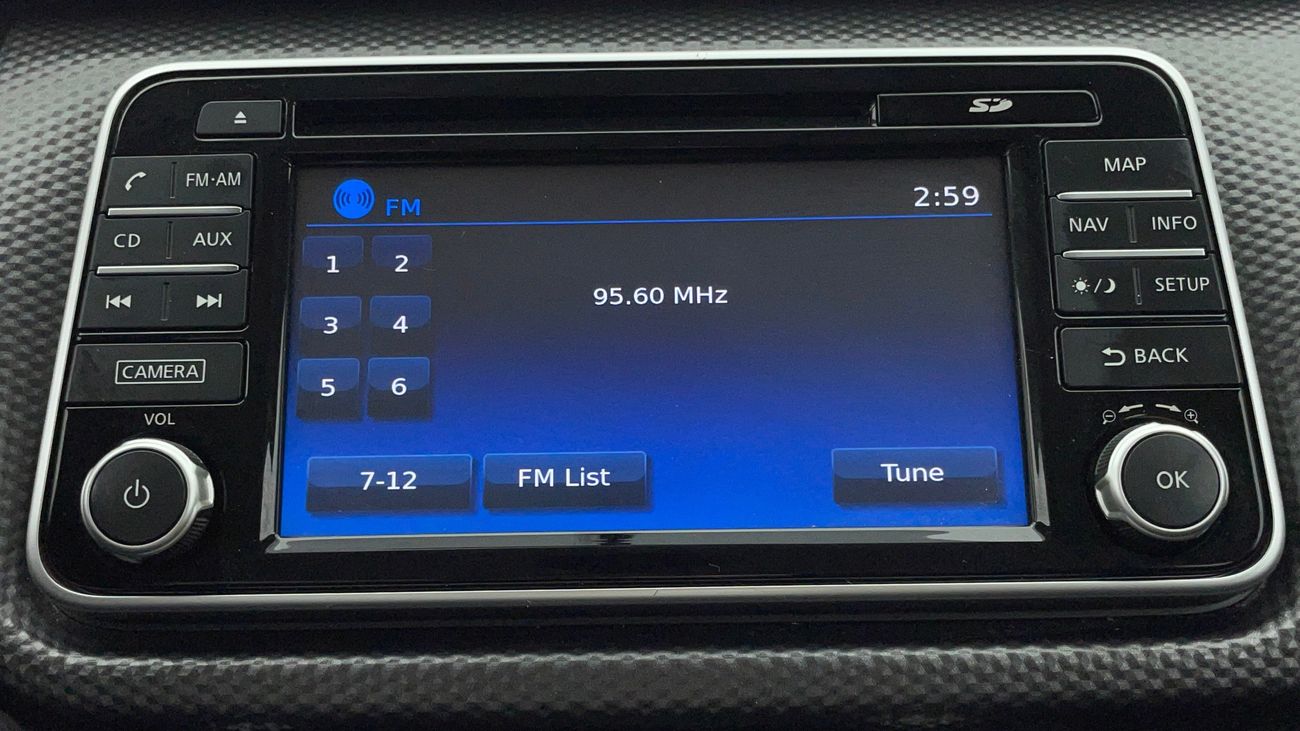 SD
MAP
FM·AM
FM
2:59
CD
AUX
NAV
INFO
1
2
95.60 MHz
SETUP
3
4
CAMERA
BACK
5
6
VOL
7-12
FM List
Tune
OK